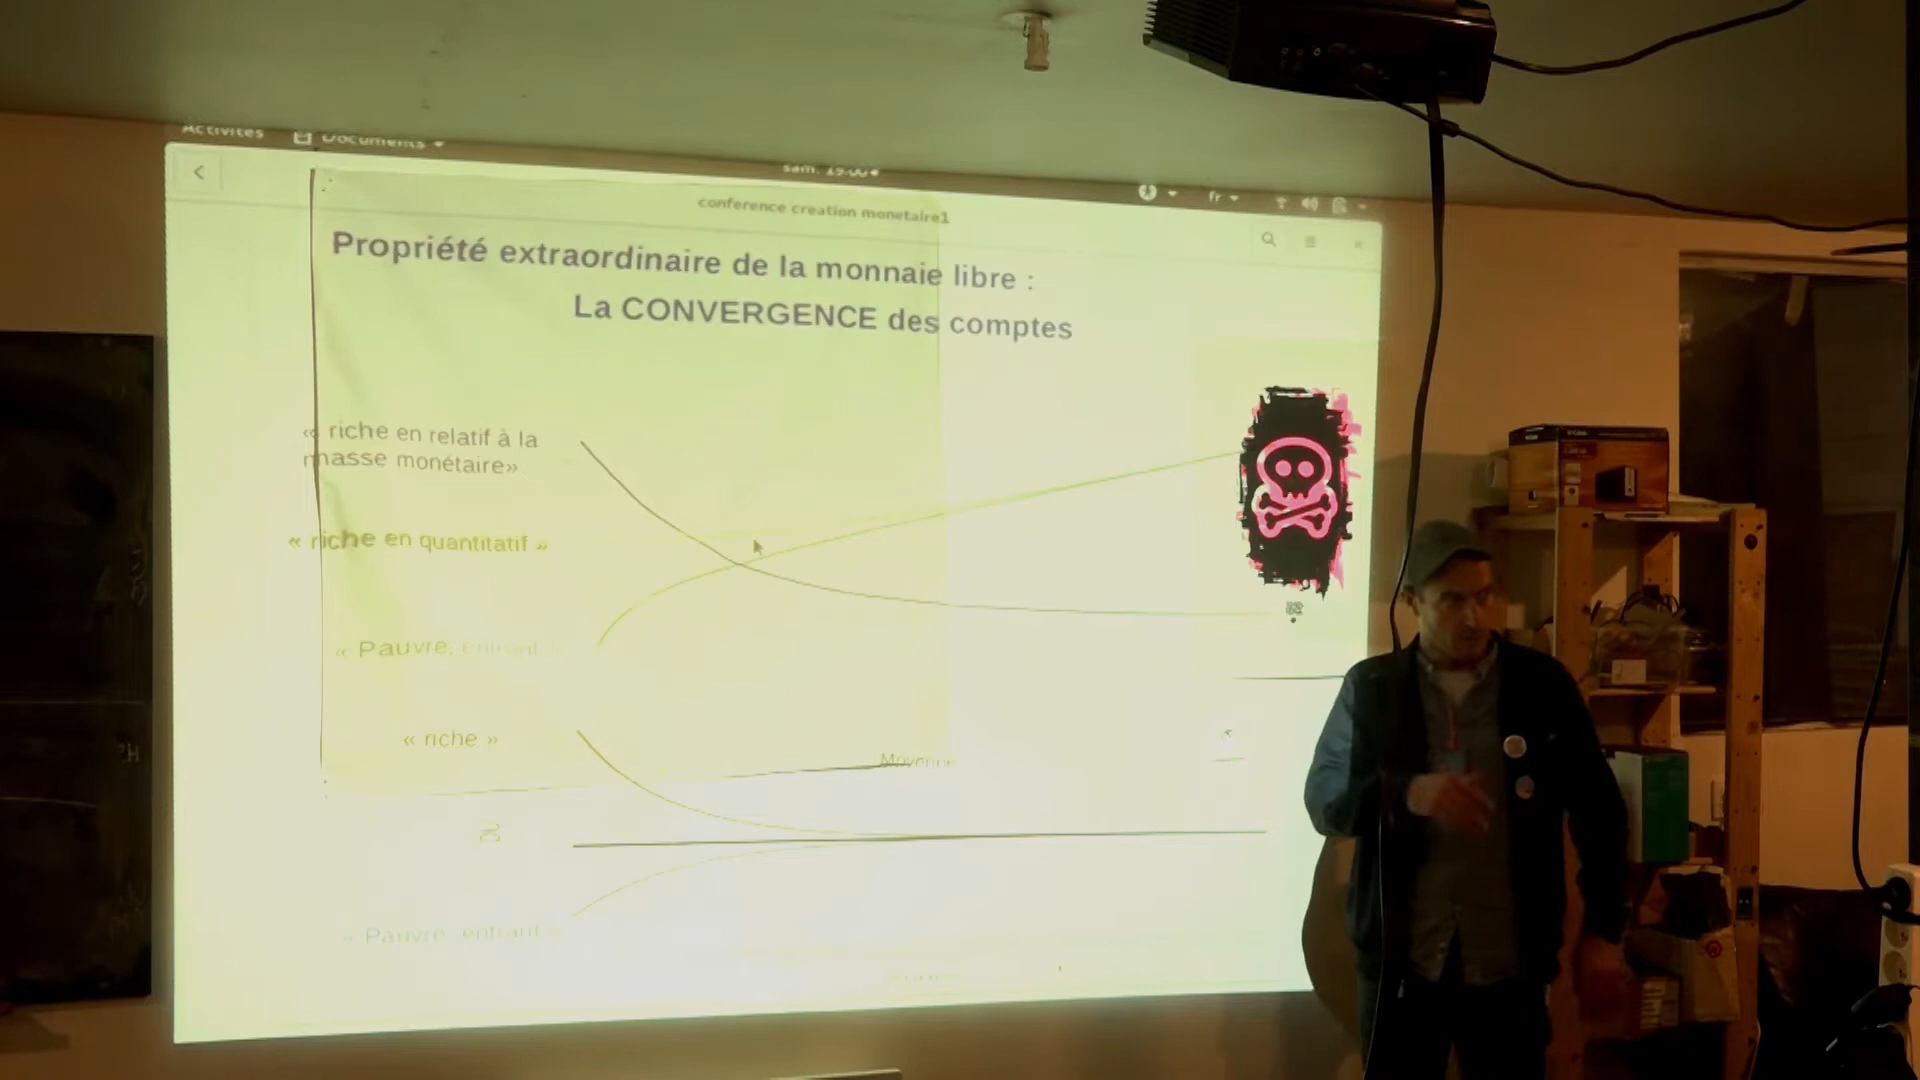 Activités
Documents
fr
conference creation monetaire1
Propriété extraordinaire de la monnaie libre :
La CONVERGENCE des comptes
« riche en relatif à la
masse monétaire»
« riche en quantitatif »
« Pauvre, entrant »
« riche »
Moyenne
DU
« Pauvre, entrant »